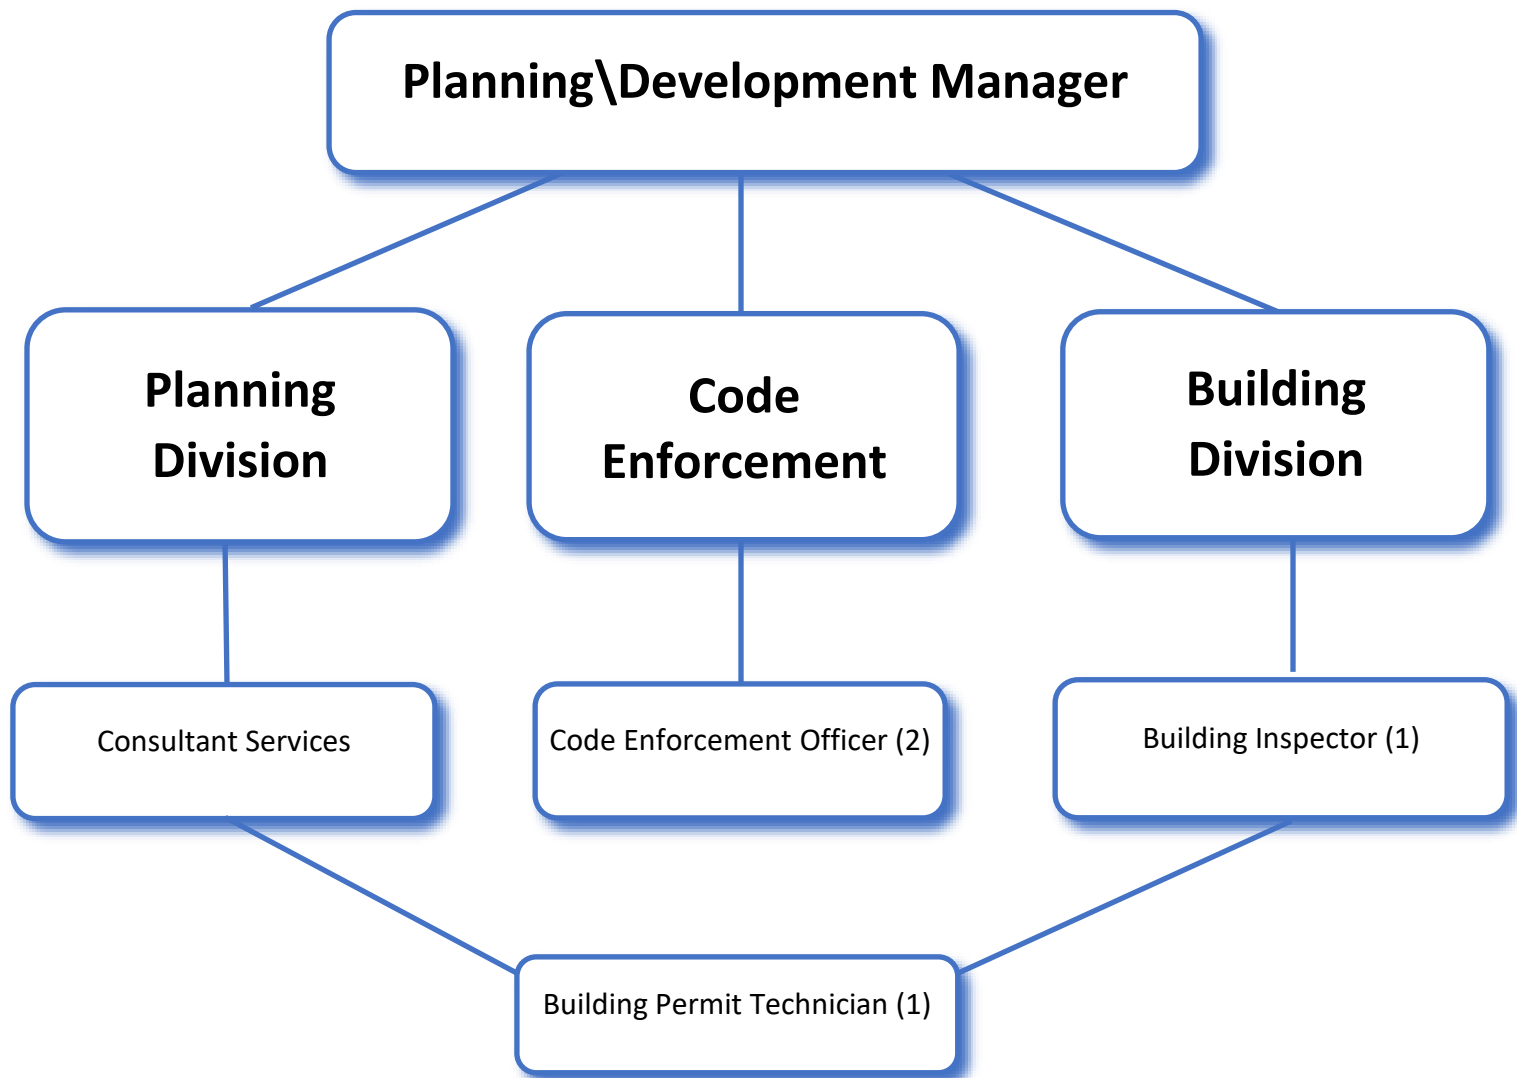 Planning\Development Manager
Planning
Division
Code
Enforcement
Building
Division
Consultant Services
Code Enforcement Officer (2)
Building Inspector (1)
Building Permit Technician (1)